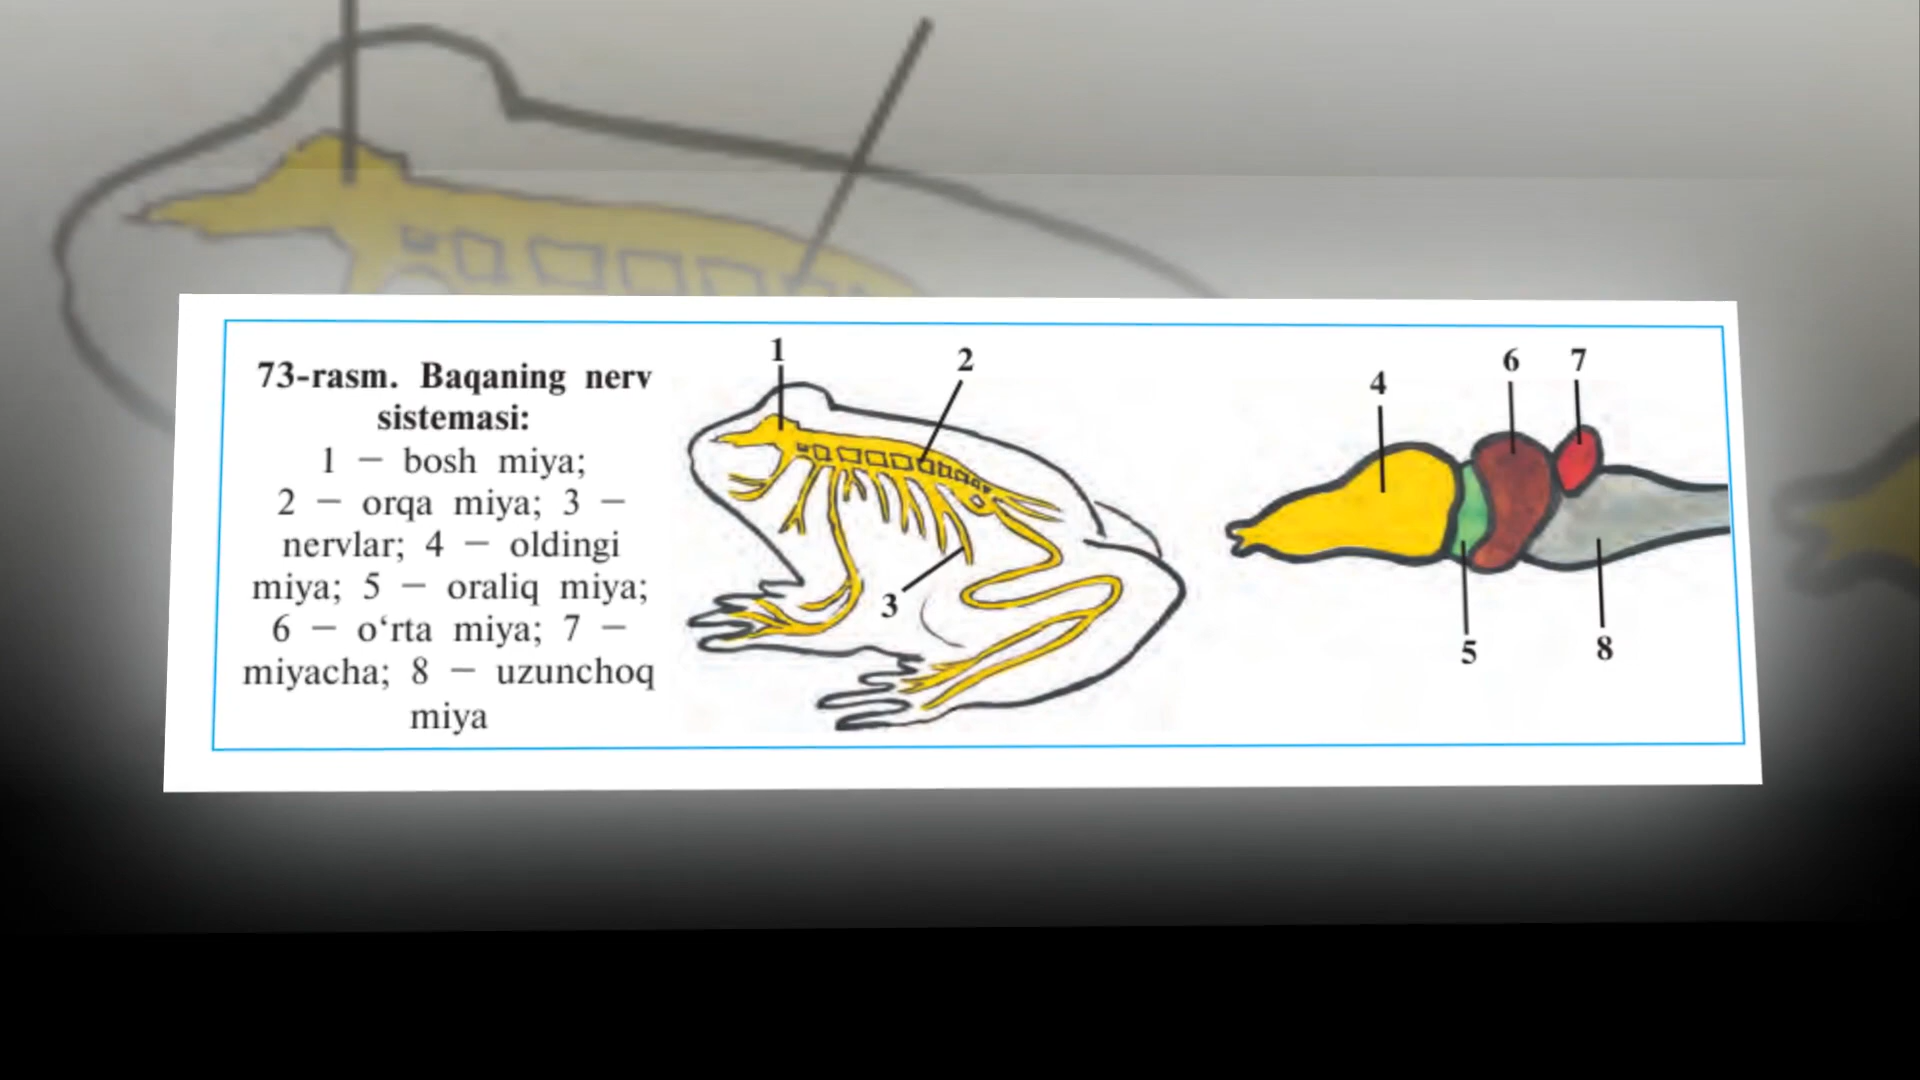 73-rasm. Baqaning nerv
sistemasi:
1 — bosh miya;
2 — orqa miya; 3 —
nervlar; 4 — oldingi
miya; 5 — oraliq miya;
6 — o‘rta miya; 7 —
miyacha; 8 — uzunchoq
miya
1
2
3
4
6
7
5
8